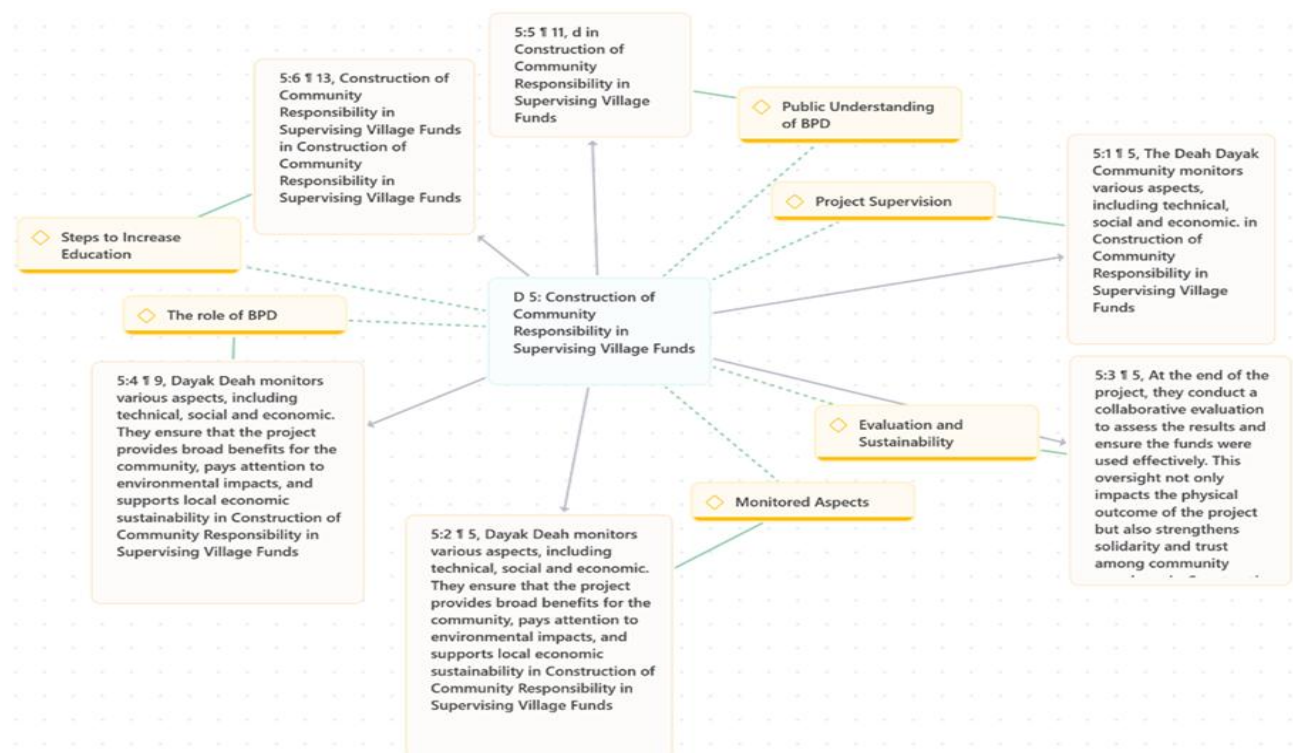 5:5 ¶ 11, d in
Construction of
Community
Responsibility in
Supervising Village
Funds
5:6 ¶ 13, Construction of
Community
Responsibility in
Supervising Village Funds
in Construction of
Community
Responsibility in
Supervising Village Funds
Public Understanding
of BPD
5:1 ¶ 5, The Deah Dayak
Community monitors
various aspects,
including technical,
social and economic. in
Construction of
Community
Responsibility in
Supervising Village
Funds
Project Supervision
Steps to Increase
Education
D 5: Construction of
Community
Responsibility in
Supervising Village Funds
The role of BPD
5:4 ¶ 9, Dayak Deah monitors
various aspects, including
technical, social and economic.
They ensure that the project
provides broad benefits for the
community, pays attention to
environmental impacts, and
supports local economic
sustainability in Construction of
Community Responsibility in
Supervising Village Funds
5:3 ¶ 5, At the end of the
project, they conduct a
collaborative evaluation
to assess the results and
ensure the funds were
used effectively. This
oversight not only
impacts the physical
outcome of the project
but also strengthens
solidarity and trust
among community
Evaluation and
Sustainability
Monitored Aspects
5:2 ¶ 5, Dayak Deah monitors
various aspects, including
technical, social and economic.
They ensure that the project
provides broad benefits for the
community, pays attention to
environmental impacts, and
supports local economic
sustainability in Construction of
Community Responsibility in
Supervising Village Funds